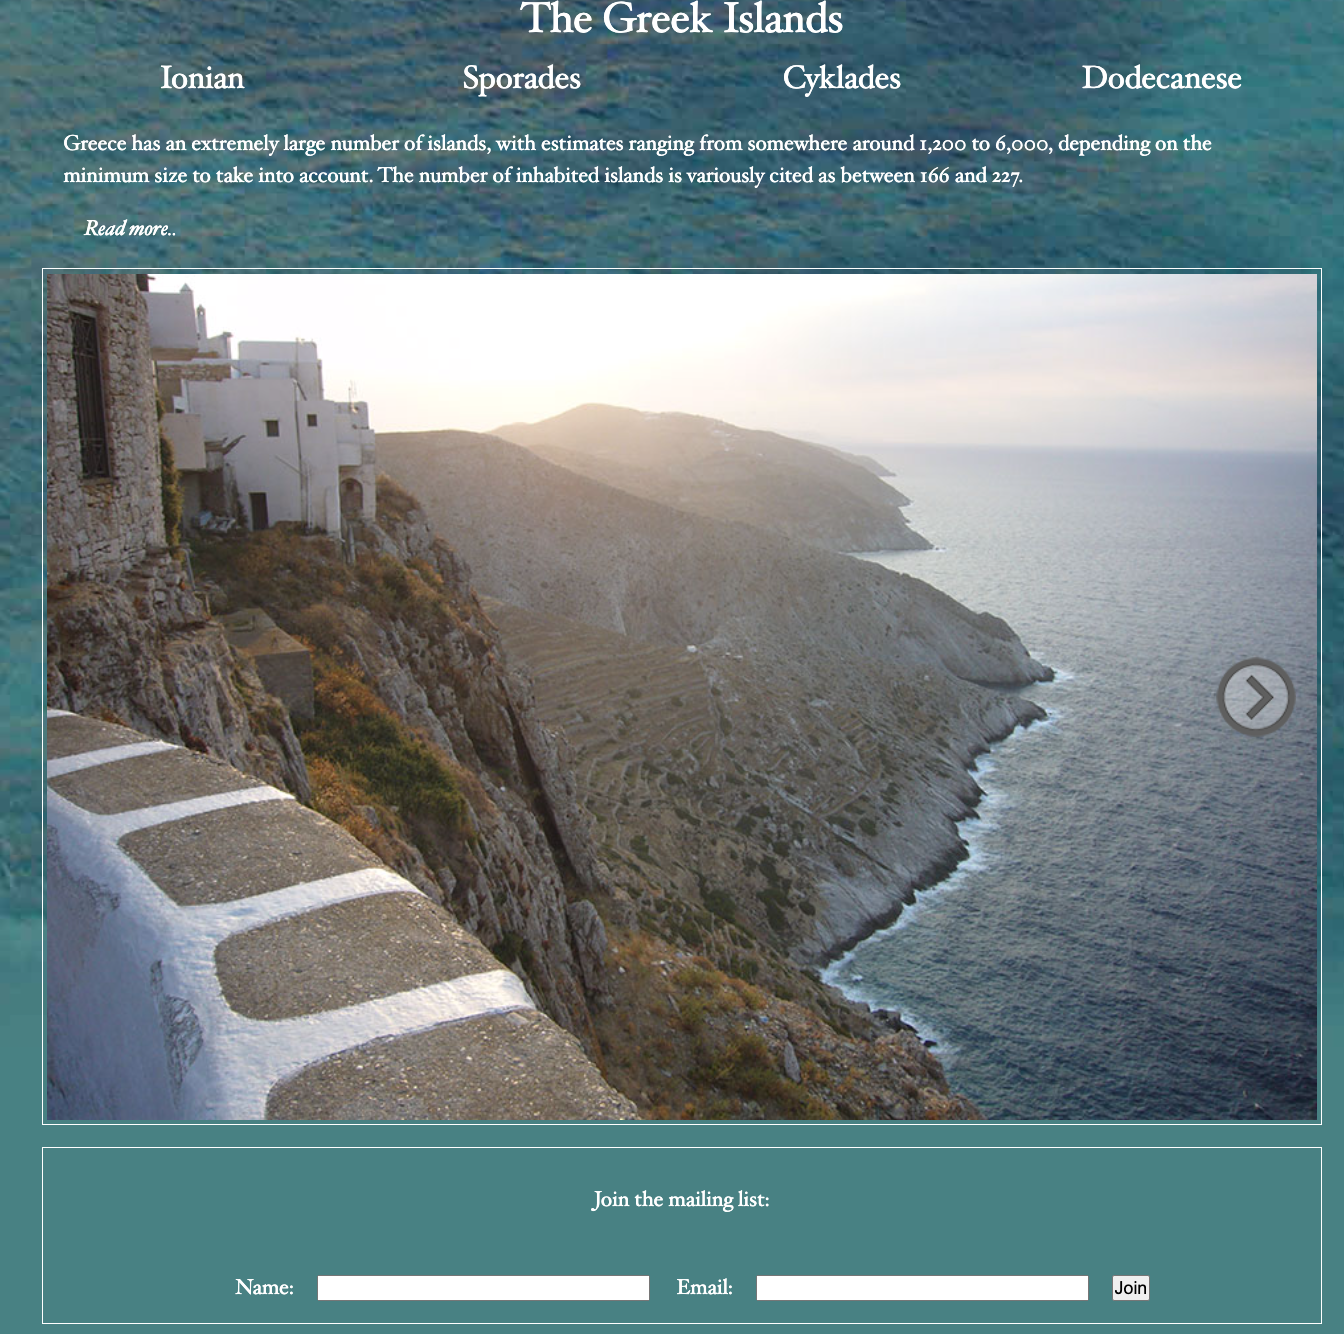 The Greek Islands
Ionian Sporades Cyklades Dodecanese
Greece has an extremely large number of islands, with estimates ranging from somewhere around 1,200 to 6,000, depending on the
minimum size to take into account. The number of inhabited islands is variously cited as between 166 and 227.
Read more..
Join the mailing list:
Name: Email: Join